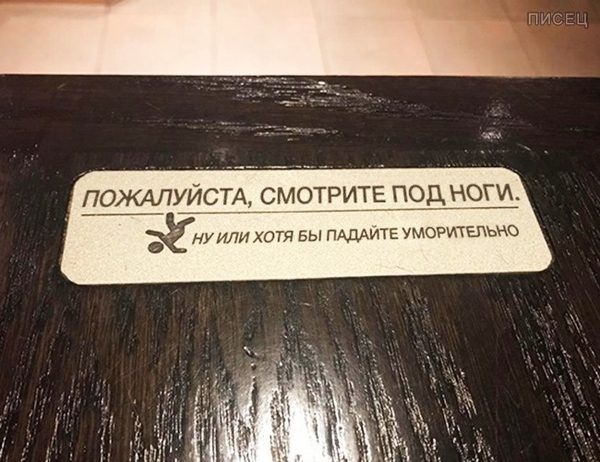 ПИСЕЦ
ПОЖАЛУЙСТА, СМОТРИТЕ ПОД НОГИ.
НУ ИЛИ ХОТЯ БЫ ПАДАЙТЕ УМОРИТЕЛЬНО